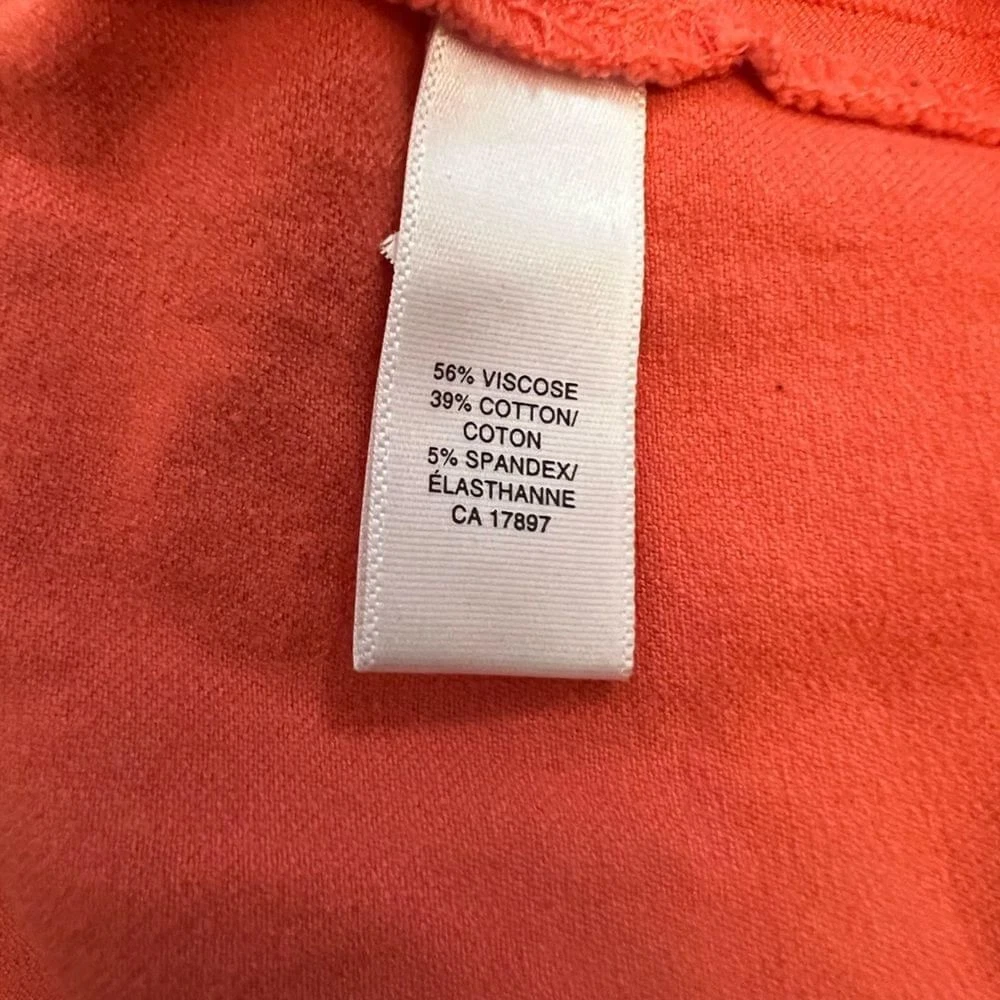 56% VISCOSE
39% COTTON/
COTON
5% SPANDEX/
ÉLASTHANNE
CA 17897